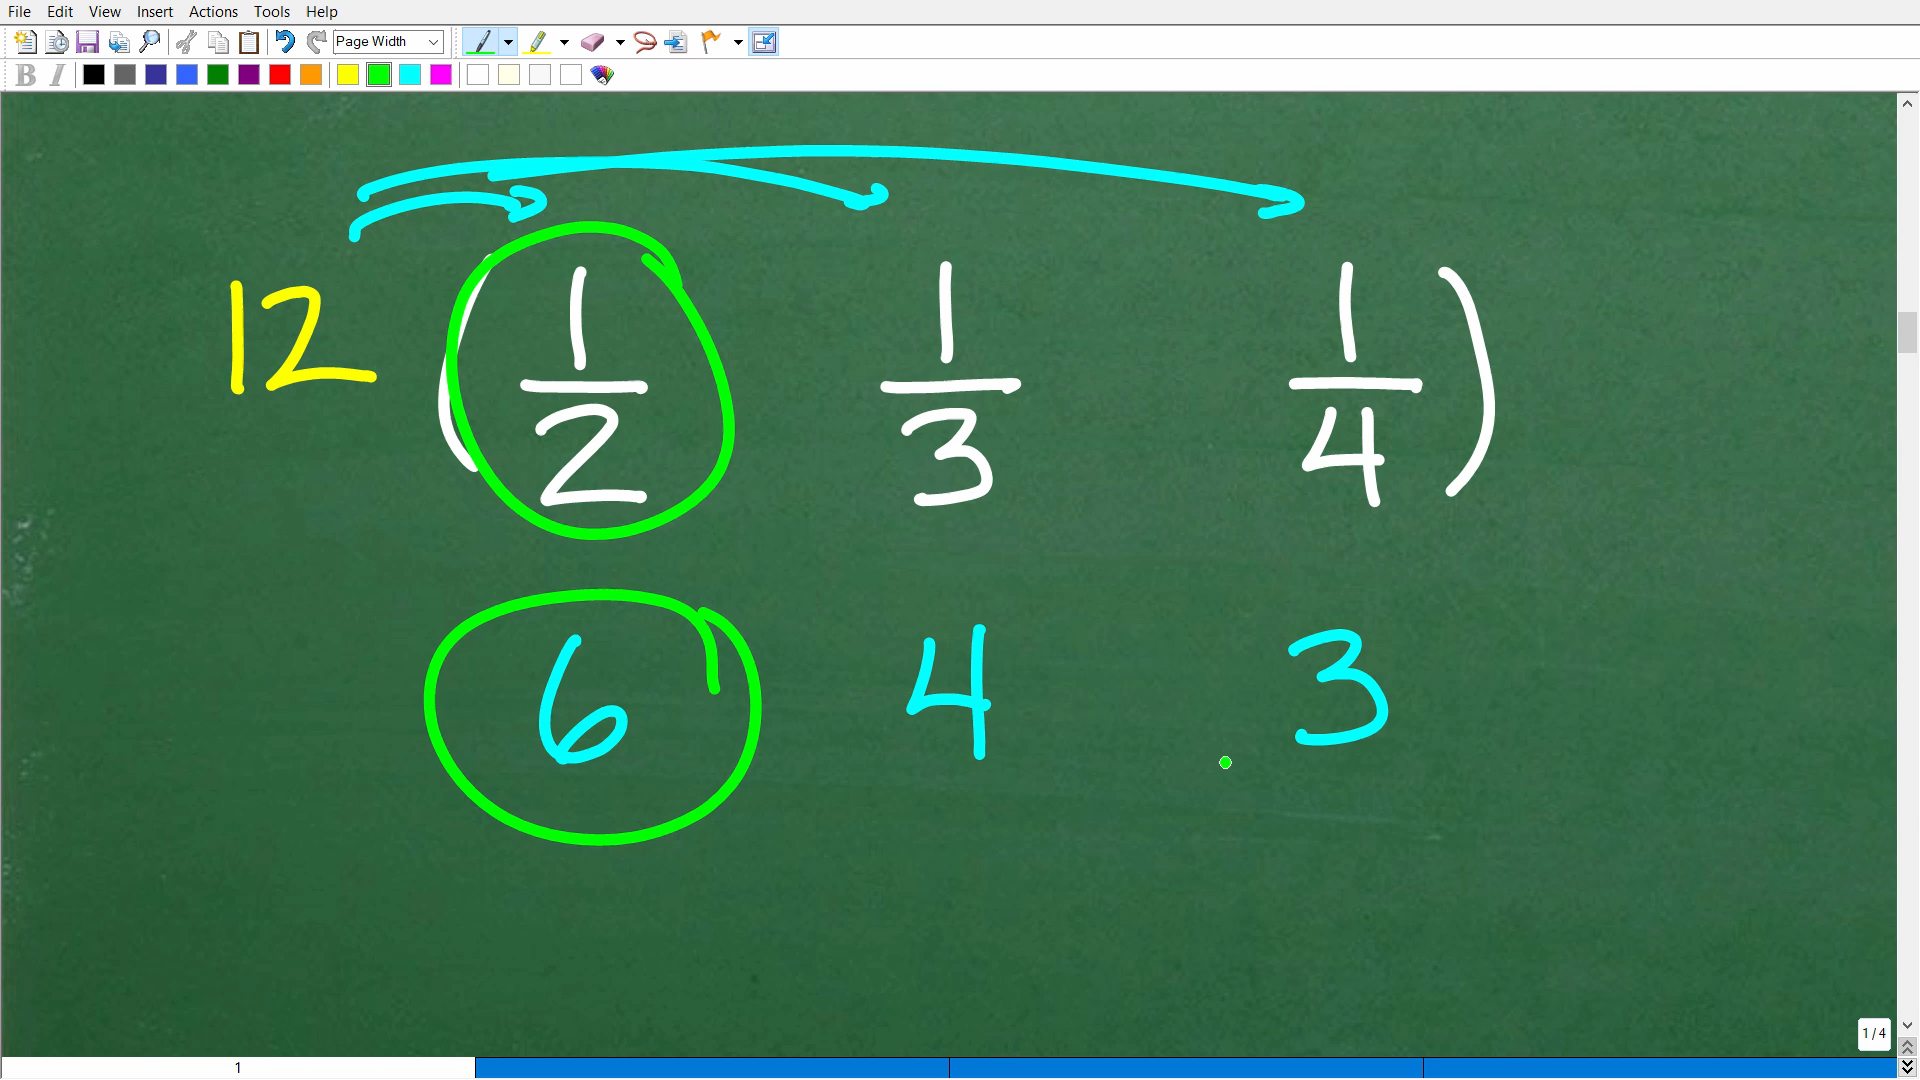 File Edit View Insert Actions Tools Help
Page Width
B I
12 ( 1/2 1/3 1/4 )
6 4 3
1 / 4
1